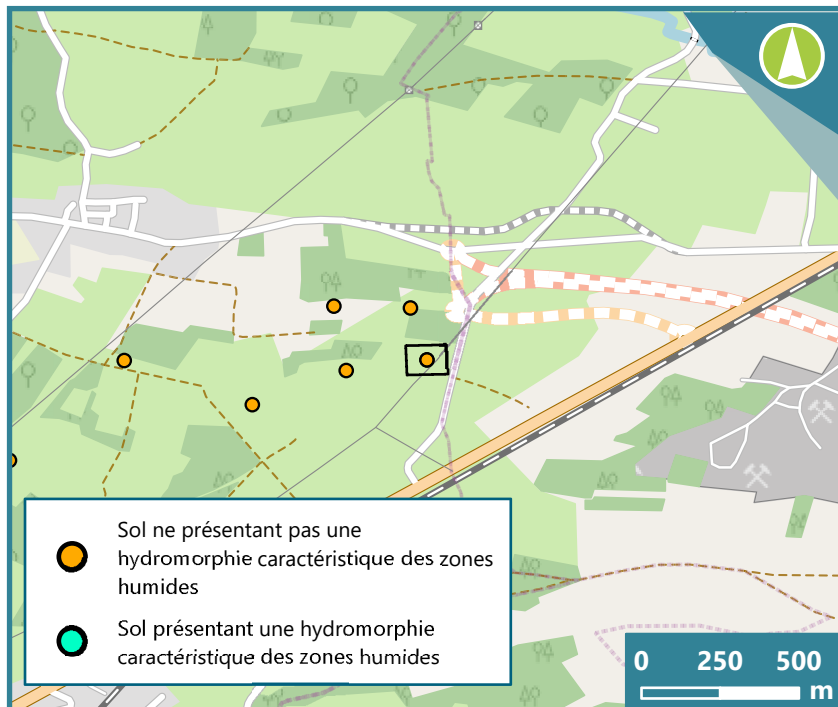 Sol ne présentant pas une
hydromorphie caractéristique des zones
humides
Sol présentant une hydromorphie
caractéristique des zones humides
0 250 500
m